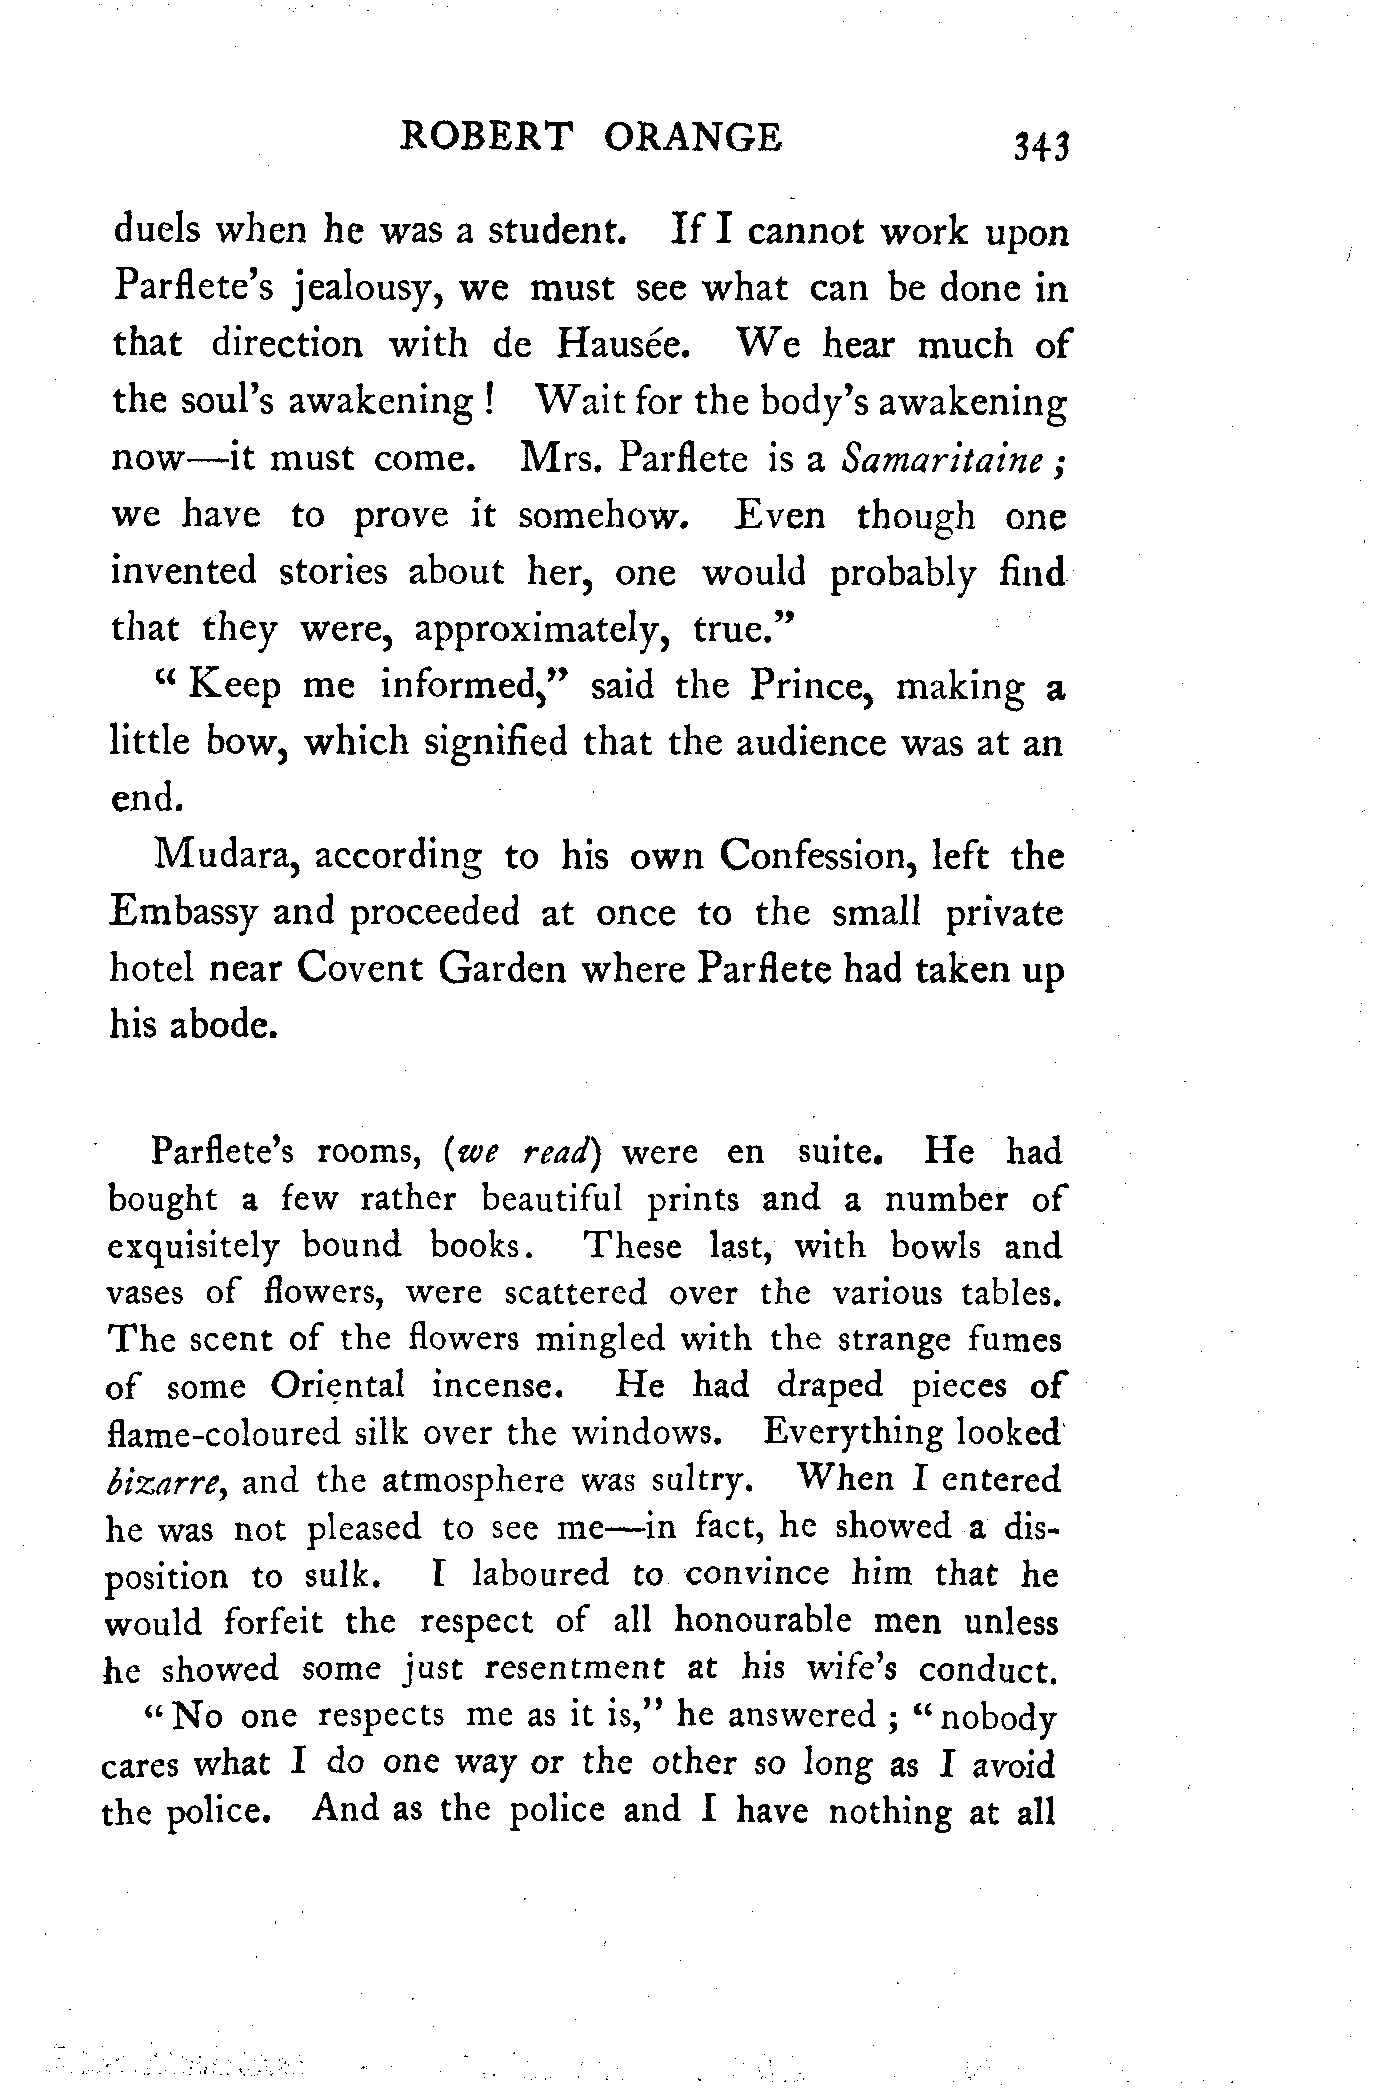 ROBERT ORANGE 343
duels when he was a student. If I cannot work upon
Parflete's jealousy, we must see what can be done in
that direction with de Hausée. We hear much of
the soul's awakening! Wait for the body's awakening
now—it must come. Mrs. Parflete is a Samaritaine;
we have to prove it somehow. Even though one
invented stories about her, one would probably find
that they were, approximately, true."
"Keep me informed," said the Prince, making a
little bow, which signified that the audience was at an
end.
Mudara, according to his own Confession, left the
Embassy and proceeded at once to the small private
hotel near Covent Garden where Parflete had taken up
his abode.
Parflete's rooms, (we read) were en suite. He had
bought a few rather beautiful prints and a number of
exquisitely bound books. These last, with bowls and
vases of flowers, were scattered over the various tables.
The scent of the flowers mingled with the strange fumes
of some Oriental incense. He had draped pieces of
flame-coloured silk over the windows. Everything looked
bizarre, and the atmosphere was sultry. When I entered
he was not pleased to see me—in fact, he showed a dis-
position to sulk. I laboured to convince him that he
would forfeit the respect of all honourable men unless
he showed some just resentment at his wife's conduct.
"No one respects me as it is," he answered; "nobody
cares what I do one way or the other so long as I avoid
the police. And as the police and I have nothing at all